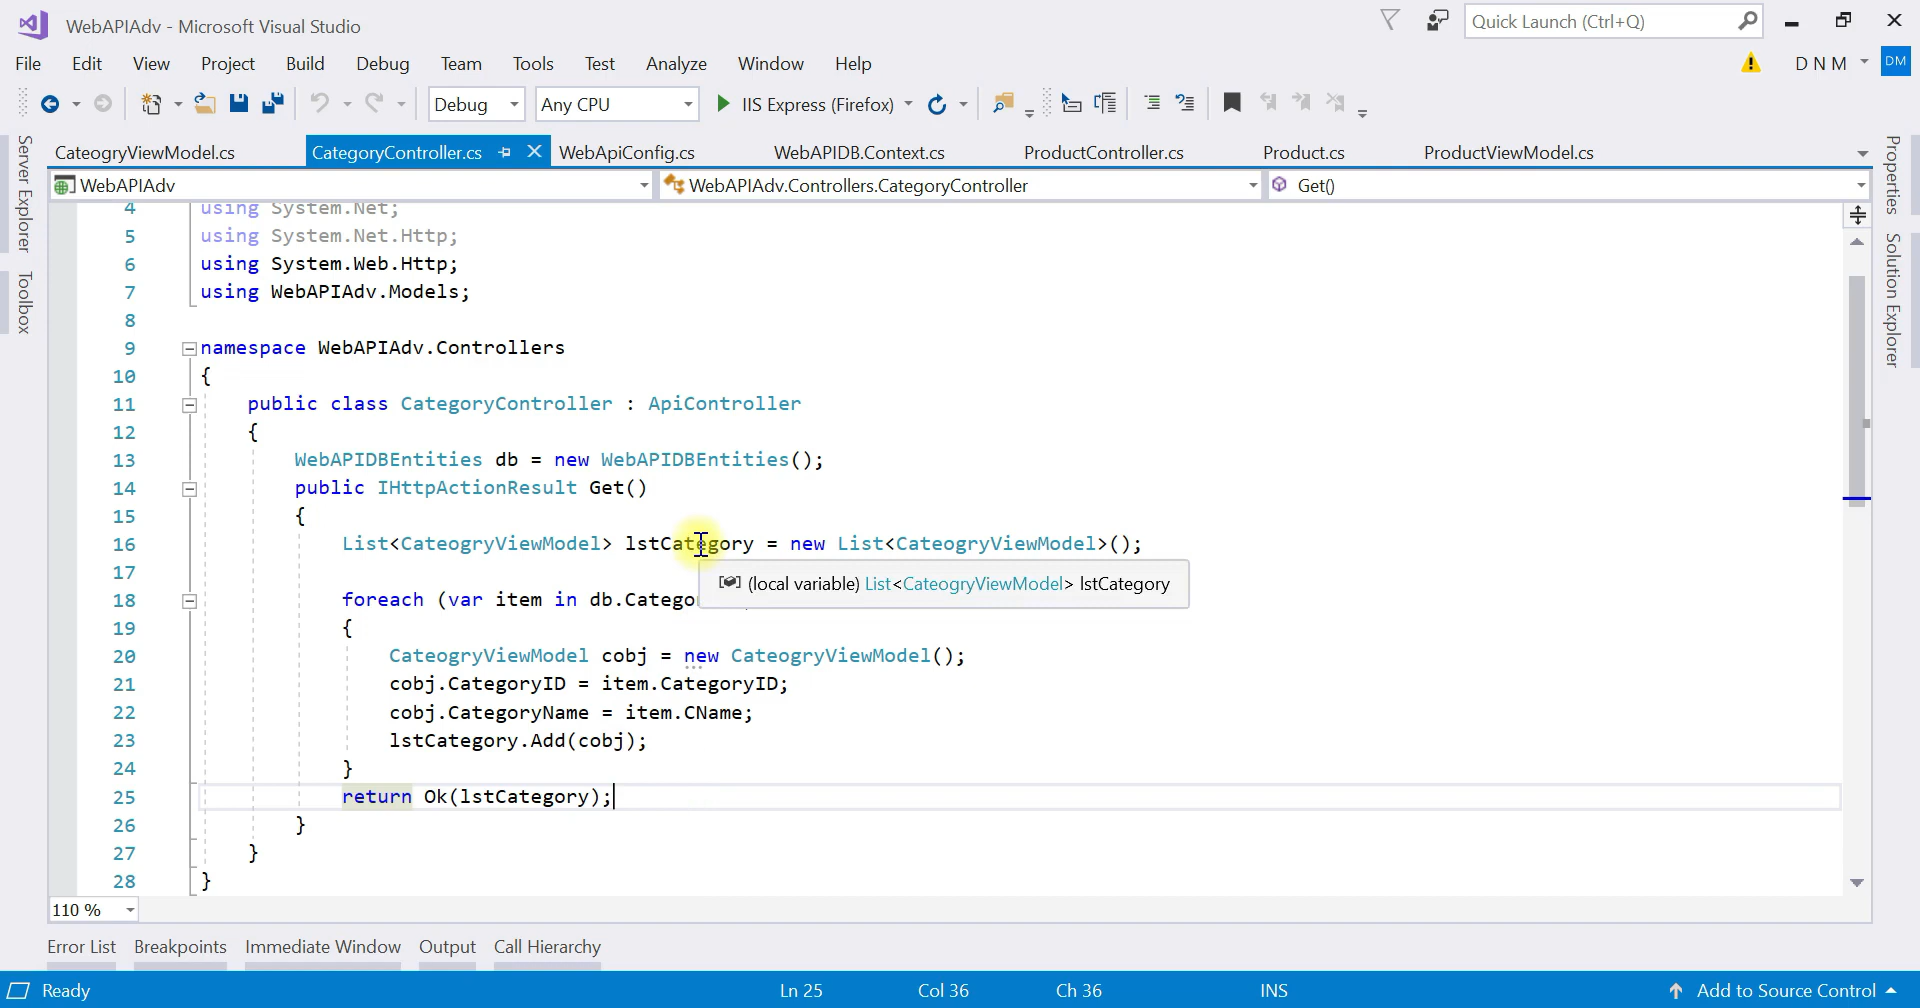 WebAPIAdv - Microsoft Visual Studio
Quick Launch (Ctrl+Q)
File Edit View Project Build Debug Team Tools Test Analyze Window Help
D N M DM
Debug Any CPU IIS Express (Firefox)
CateogryViewModel.cs CategoryController.cs WebApiConfig.cs WebAPIDB.Context.cs ProductController.cs Product.cs ProductViewModel.cs
WebAPIAdv WebAPIAdv.Controllers.CategoryController Get()
Server Explorer
Toolbox
Properties
Solution Explorer
4 using System.Net;
5 using System.Net.Http;
6 using System.Web.Http;
7 using WebAPIAdv.Models;
8
9 namespace WebAPIAdv.Controllers
10 {
11 public class CategoryController : ApiController
12 {
13 WebAPIDBEntities db = new WebAPIDBEntities();
14 public IHttpActionResult Get()
15 {
16 List<CateogryViewModel> lstCategory = new List<CateogryViewModel>();
17 (local variable) List<CateogryViewModel> lstCategory
18 foreach (var item in db.Catego
19 {
20 CateogryViewModel cobj = new CateogryViewModel();
21 cobj.CategoryID = item.CategoryID;
22 cobj.CategoryName = item.CName;
23 lstCategory.Add(cobj);
24 }
25 return Ok(lstCategory);
26 }
27 }
28 }
110 %
Error List Breakpoints Immediate Window Output Call Hierarchy
Ready Ln 25 Col 36 Ch 36 INS Add to Source Control